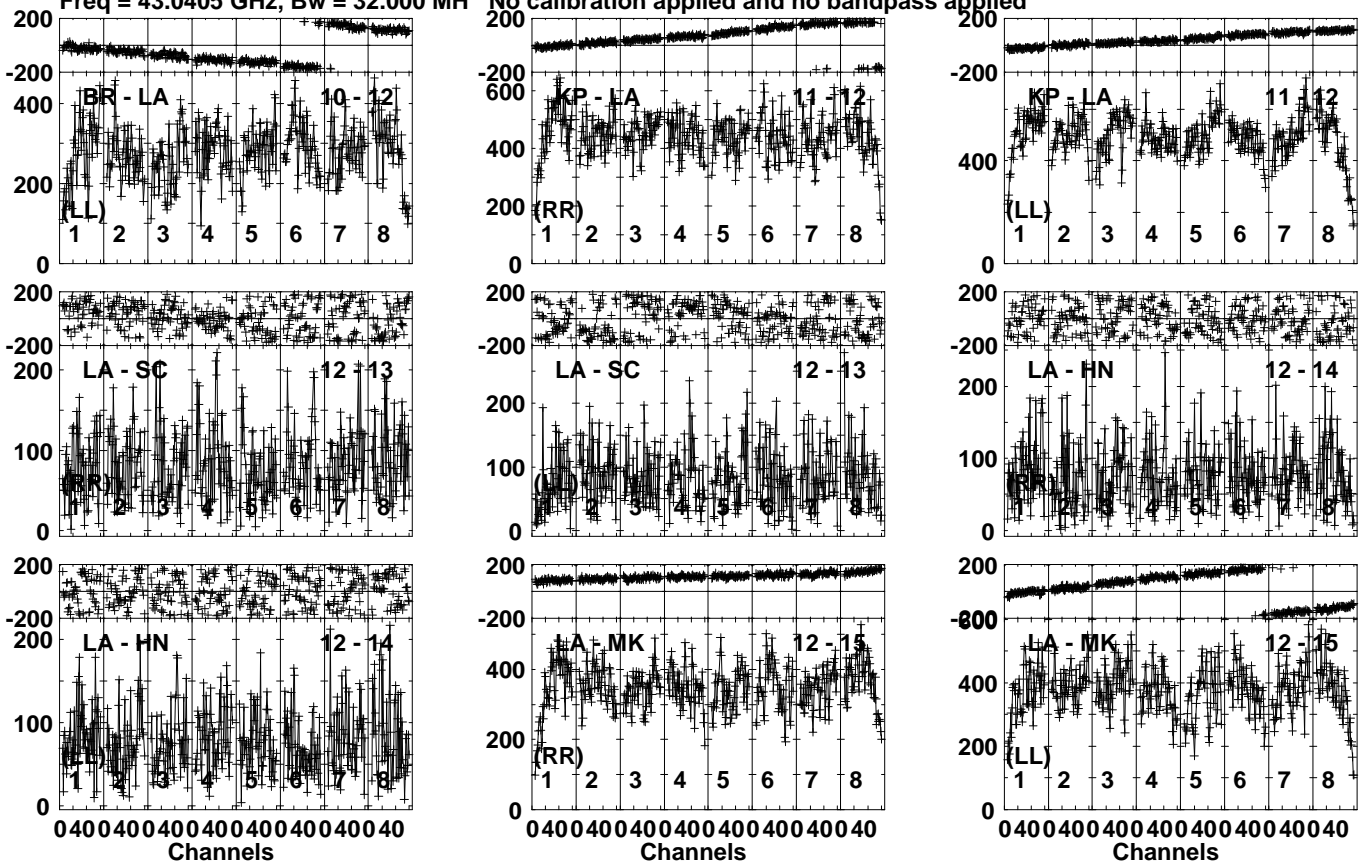 Freq = 43.0405 GHz, Bw = 32.000 MH No calibration applied and no bandpass applied
200 200 200
-200 -200 -200
BR - LA 10 - 12 KP - LA 11 - 12 KP - LA 11 - 12
400 600 400
200 400
0 200
0 0
(LL) (RR) (LL)
1 2 3 4 5 6 7 8 1 2 3 4 5 6 7 8 1 2 3 4 5 6 7 8
200 200 200
-200 -200 -200
LA - SC 12 - 13 LA - SC 12 - 13 LA - HN 12 - 14
200 200 200
100 100 100
0 0 0
(RR) (LL) (RR)
1 2 3 4 5 6 7 8 1 2 3 4 5 6 7 8 1 2 3 4 5 6 7 8
200 200 200
-200 -200 -200
LA - HN 12 - 14 LA - MK 12 - 15 LA - MK 12 - 15
200 400 600
100 200 400
0 0 200
0
(LL) (RR) (LL)
1 2 3 4 5 6 7 8 1 2 3 4 5 6 7 8 1 2 3 4 5 6 7 8
0 40 0 40 0 40 0 40 0 40 0 40 0 40 0 40 0 40 0 40 0 40 0 40 0 40 0 40 0 40 0 40 0 40 0 40 0 40 0 40 0 40 0 40 0 40 0 40
Channels Channels Channels